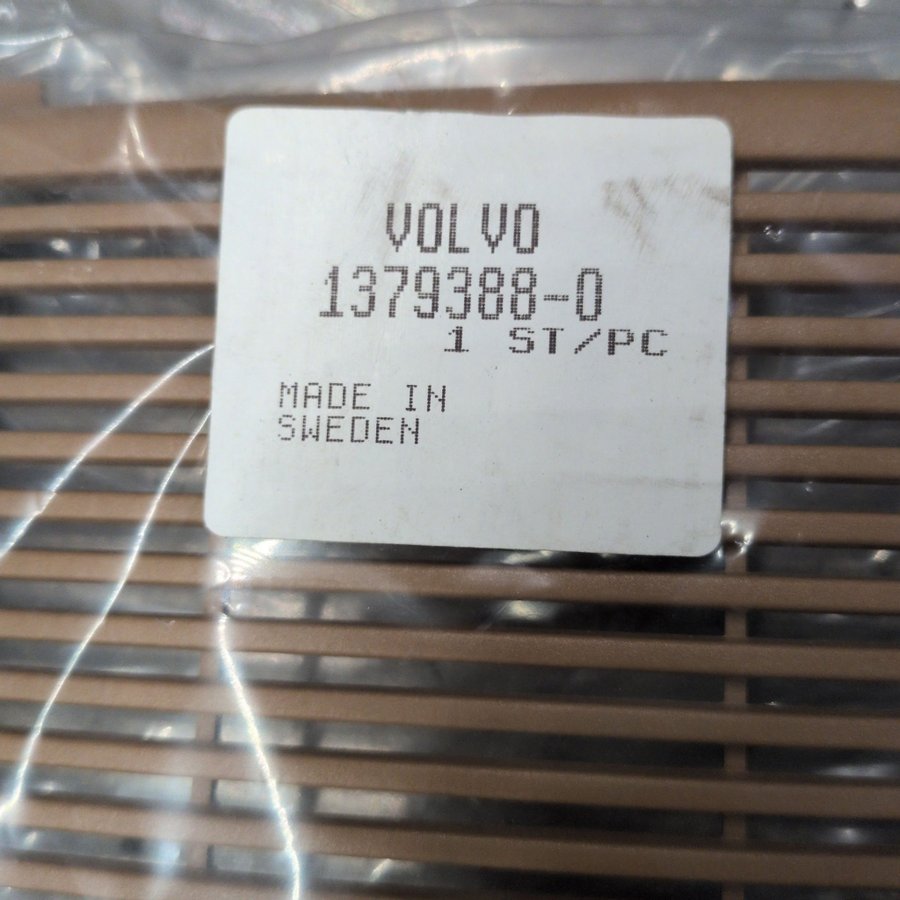 VOLVO
1379388-0
1 ST/PC
MADE IN
SWEDEN